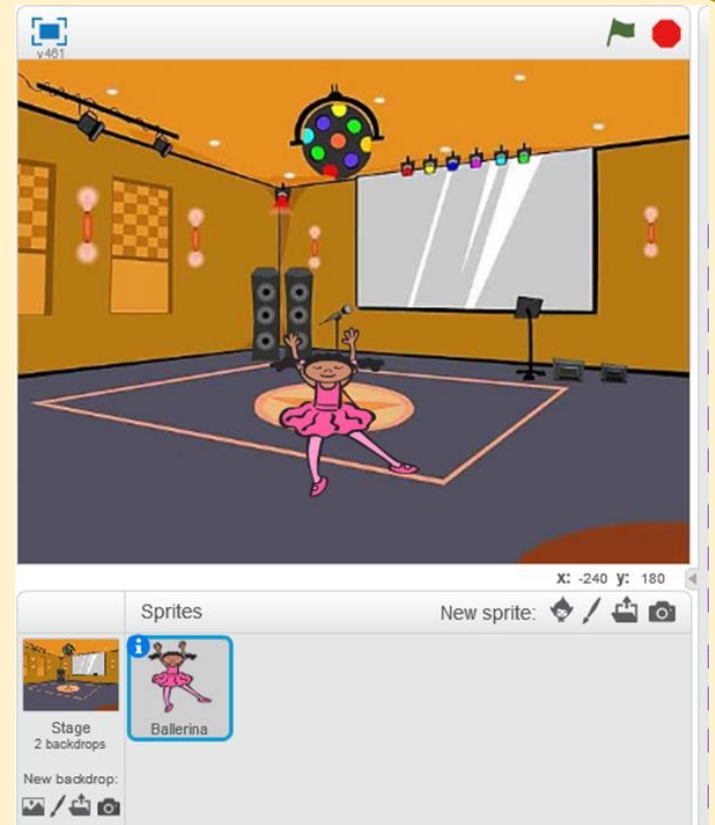 v461
X: -240 y: 180
Sprites
New sprite:
Stage
2 backdrops
New backdrop:
Ballerina